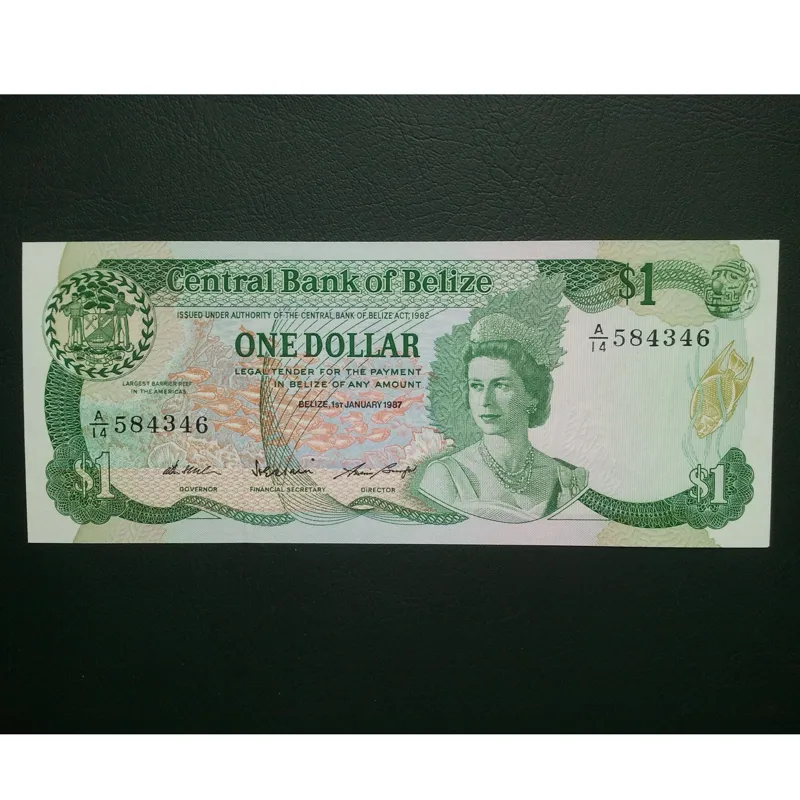 Central Bank of Belize
$1
ISSUED UNDER AUTHORITY OF THE CENTRAL BANK OF BELIZE ACT, 1982
ONE DOLLAR
A/14 584346
LEGAL TENDER FOR THE PAYMENT
IN BELIZE OF ANY AMOUNT
LARGEST BARRIER REEF
IN THE AMERICAS
BELIZE, 1ST JANUARY 1987
A/14 584346
$1
GOVERNOR
FINANCIAL SECRETARY
DIRECTOR
$1